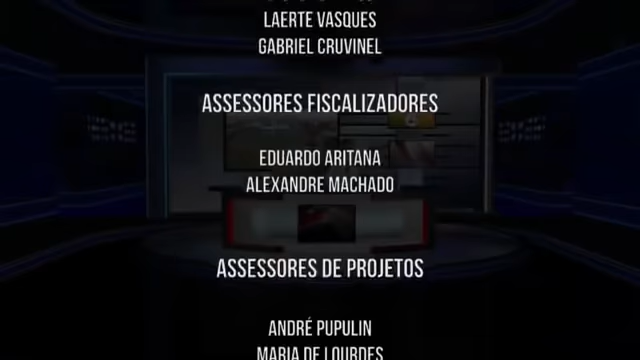 LAERTE VASQUES
GABRIEL CRUVINEL
ASSESSORES FISCALIZADORES
EDUARDO ARITANA
ALEXANDRE MACHADO
ASSESSORES DE PROJETOS
ANDRÉ PUPULIN
MARIA DE LOURDES